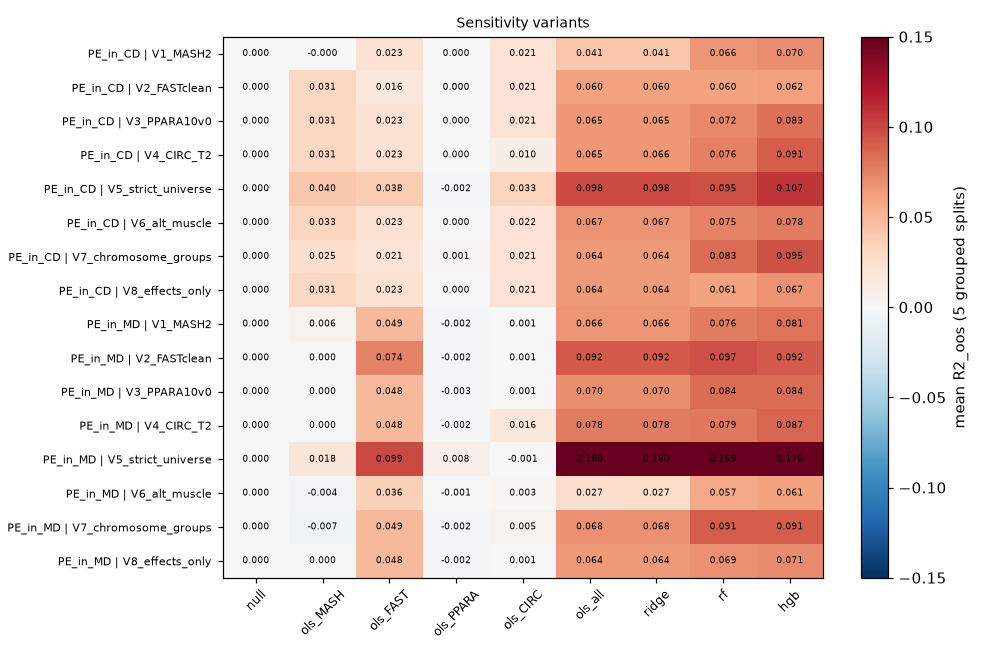 Sensitivity variants
PE_in_CD | V1_MASH2 0.000 -0.000 0.023 0.000 0.021 0.041 0.041 0.066 0.070
PE_in_CD | V2_FASTclean 0.000 0.031 0.016 0.000 0.021 0.060 0.060 0.060 0.062
PE_in_CD | V3_PPARA10v0 0.000 0.031 0.023 0.000 0.021 0.065 0.065 0.072 0.083
PE_in_CD | V4_CIRC_T2 0.000 0.031 0.023 0.000 0.010 0.065 0.066 0.076 0.091
PE_in_CD | V5_strict_universe 0.000 0.040 0.038 -0.002 0.033 0.098 0.098 0.095 0.107
PE_in_CD | V6_alt_muscle 0.000 0.033 0.023 0.000 0.022 0.067 0.067 0.075 0.078
PE_in_CD | V7_chromosome_groups 0.000 0.025 0.021 0.001 0.021 0.064 0.064 0.083 0.095
PE_in_CD | V8_effects_only 0.000 0.031 0.023 0.000 0.021 0.064 0.064 0.061 0.067
PE_in_MD | V1_MASH2 0.000 0.006 0.049 -0.002 0.001 0.066 0.066 0.076 0.081
PE_in_MD | V2_FASTclean 0.000 0.000 0.074 -0.002 0.001 0.092 0.092 0.097 0.092
PE_in_MD | V3_PPARA10v0 0.000 0.000 0.048 -0.003 0.001 0.070 0.070 0.084 0.084
PE_in_MD | V4_CIRC_T2 0.000 0.000 0.048 -0.002 0.016 0.078 0.078 0.079 0.087
PE_in_MD | V5_strict_universe 0.000 0.018 0.099 0.008 -0.001 0.180 0.180 0.159 0.170
PE_in_MD | V6_alt_muscle 0.000 -0.004 0.036 -0.001 0.003 0.027 0.027 0.057 0.061
PE_in_MD | V7_chromosome_groups 0.000 -0.007 0.049 -0.002 0.005 0.068 0.068 0.091 0.091
PE_in_MD | V8_effects_only 0.000 0.000 0.048 -0.002 0.001 0.064 0.064 0.069 0.071
null ols_MASH ols_FAST ols_PPARA ols_CIRC ols_all ridge rf hgb
0.15
0.10
0.05
0.00
−0.05
−0.10
−0.15
mean R2_oos (5 grouped splits)